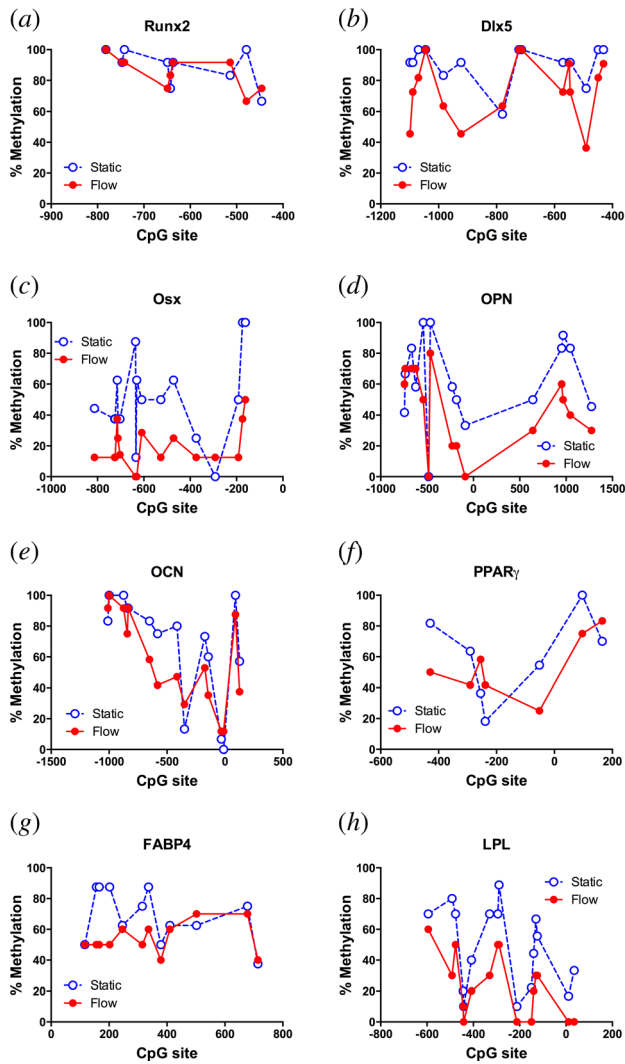 (a)
Runx2
% Methylation
100
80
60
40
20
0
Static
Flow
-900 -800 -700 -600 -500 -400
CpG site
(b)
Dlx5
% Methylation
100
80
60
40
20
0
Static
Flow
-1200 -1000 -800 -600 -400
CpG site
(c)
Osx
% Methylation
100
80
60
40
20
0
Static
Flow
-1000 -800 -600 -400 -200 0
CpG site
(d)
OPN
% Methylation
100
80
60
40
20
0
Static
Flow
-1000 -500 0 500 1000 1500
CpG site
(e)
OCN
% Methylation
100
80
60
40
20
0
Static
Flow
-1500 -1000 -500 0 500
CpG site
(f)
PPARγ
% Methylation
100
80
60
40
20
0
Static
Flow
-600 -400 -200 0 200
CpG site
(g)
FABP4
% Methylation
100
80
60
40
20
0
Static
Flow
0 200 400 600 800
CpG site
(h)
LPL
% Methylation
100
80
60
40
20
0
Static
Flow
-800 -600 -400 -200 0 200
CpG site